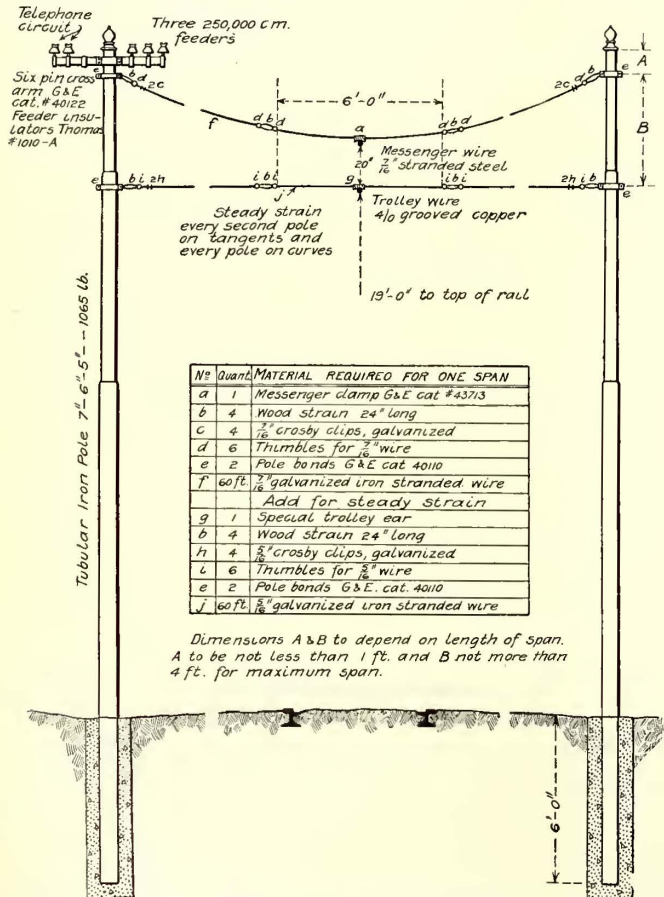 Telephone
circuit
Three 250,000 c m.
feeders
Six pin cross
arm G&E
cat. #40122
Feeder insu-
lators Thomas
#1010-A
e
b
d
2c
f
d b d
6'-0"
a
d b d
2c
d
b
e
A
B
20"
Messenger wire
7/16" stranded steel
e
b i
2h
i b i
j
g
i b i
2h
i b
e
Steady strain
every second pole
on tangents and
every pole on curves
Trolley wire
4/0 grooved copper
19'-0" to top of rail
Tubular Iron Pole 7"-6"-5"--1065 lb.
Nº Quant. MATERIAL REQUIRED FOR ONE SPAN
a 1 Messenger clamp G&E cat #43713
b 4 Wood strain 24" long
c 4 7/16" crosby clips, galvanized
d 6 Thimbles for 7/16" wire
e 2 Pole bonds G&E cat 40110
f 60 ft. 7/16" galvanized iron stranded wire
Add for steady strain
g 1 Special trolley ear
b 4 Wood strain 24" long
h 4 5/16" crosby clips, galvanized
i 6 Thimbles for 5/16" wire
e 2 Pole bonds G&E. cat. 40110
j 60 ft. 5/16" galvanized iron stranded wire
Dimensions A & B to depend on length of span.
A to be not less than 1 ft. and B not more than
4 ft. for maximum span.
6'-0"